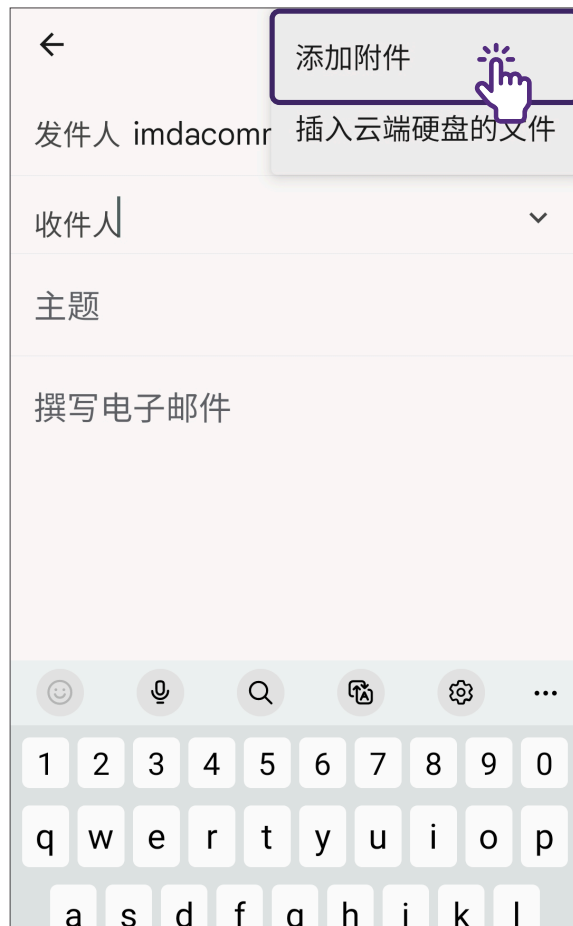 添加附件
发件人 imdacomm
插入云端硬盘的文件
收件人
主题
撰写电子邮件
1 2 3 4 5 6 7 8 9 0
q w e r t y u i o p
a s d f g h j k l